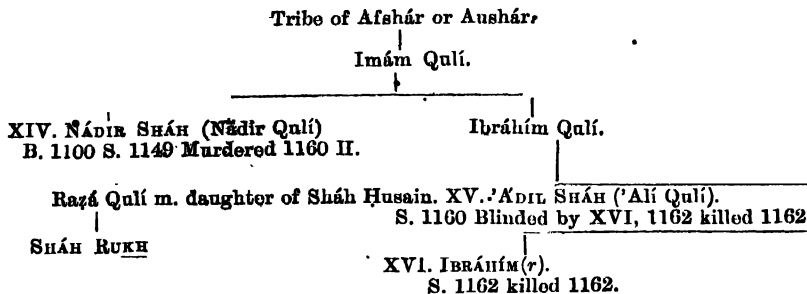 Tribe of Afshár or Aushár,
Imám Qulí.
XIV. NÁDIR SHÁH (Nādir Qulí)
Ibráhím Qulí.
B. 1100 S. 1149 Murdered 1160 H.
Razá Qulí m. daughter of Sháh Ḥusain. XV. 'ÁDIL SHÁH ('Alí Qulí).
S. 1160 Blinded by XVI, 1162 killed 1162
SHÁH RUKH
XVI. IBRÁHÍM (r).
S. 1162 killed 1162.